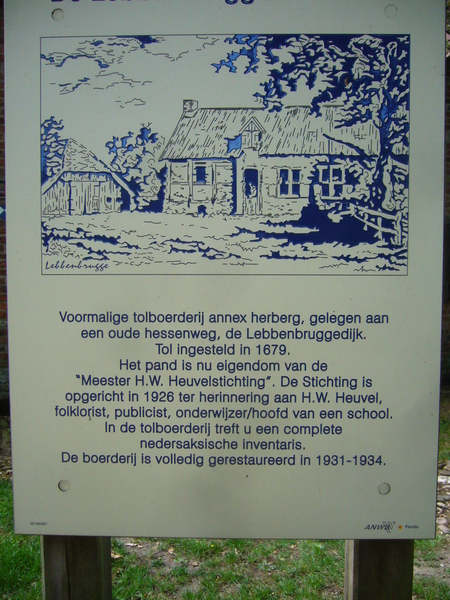 Lebbenbrugge
Voormalige tolboerderij annex herberg, gelegen aan
een oude hessenweg, de Lebbenbruggedijk.
Tol ingesteld in 1679.
Het pand is nu eigendom van de
"Meester H.W. Heuvelstichting". De Stichting is
opgericht in 1926 ter herinnering aan H.W. Heuvel,
folklorist, publicist, onderwijzer/hoofd van een school.
In de tolboerderij treft u een complete
nedersaksische inventaris.
De boerderij is volledig gerestaureerd in 1931-1934.
ANWB